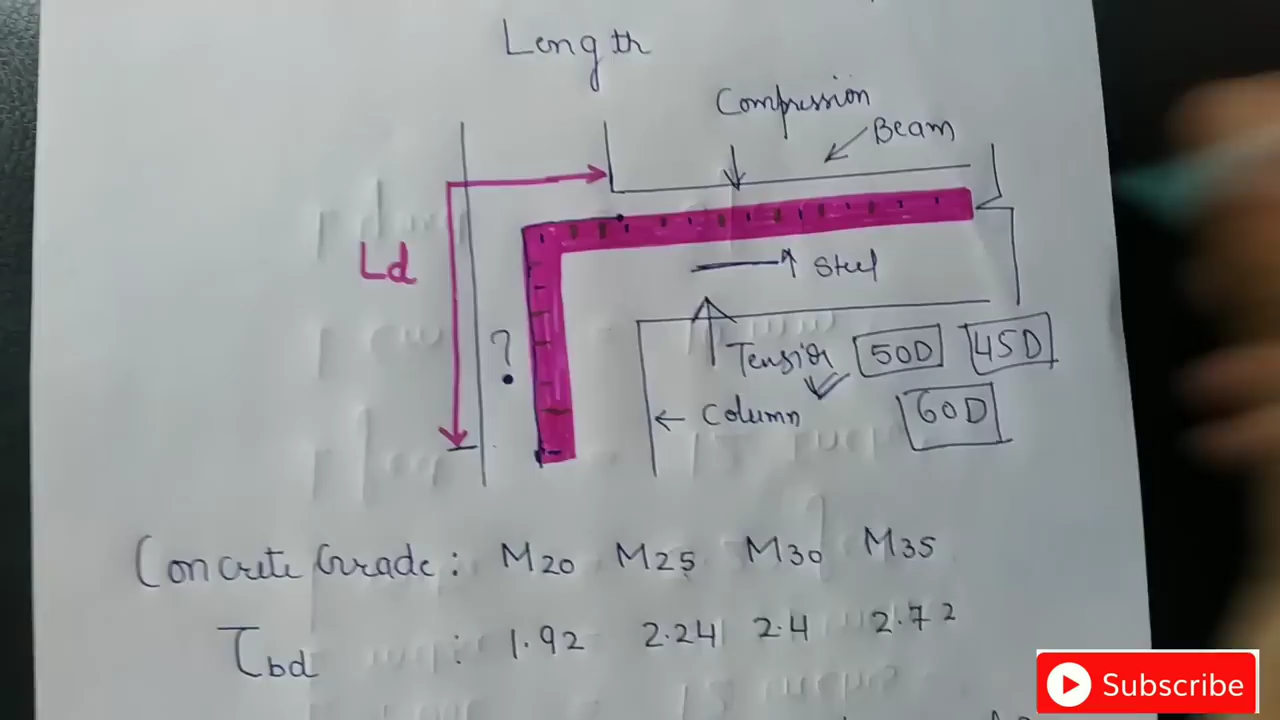 Length
Compression
Beam
Ld
Steel
?
Tension 50D 45D
Column 60D
Concrete Grade : M20 M25 M30 M35
τbd : 1.92 2.24 2.4 2.72
Subscribe